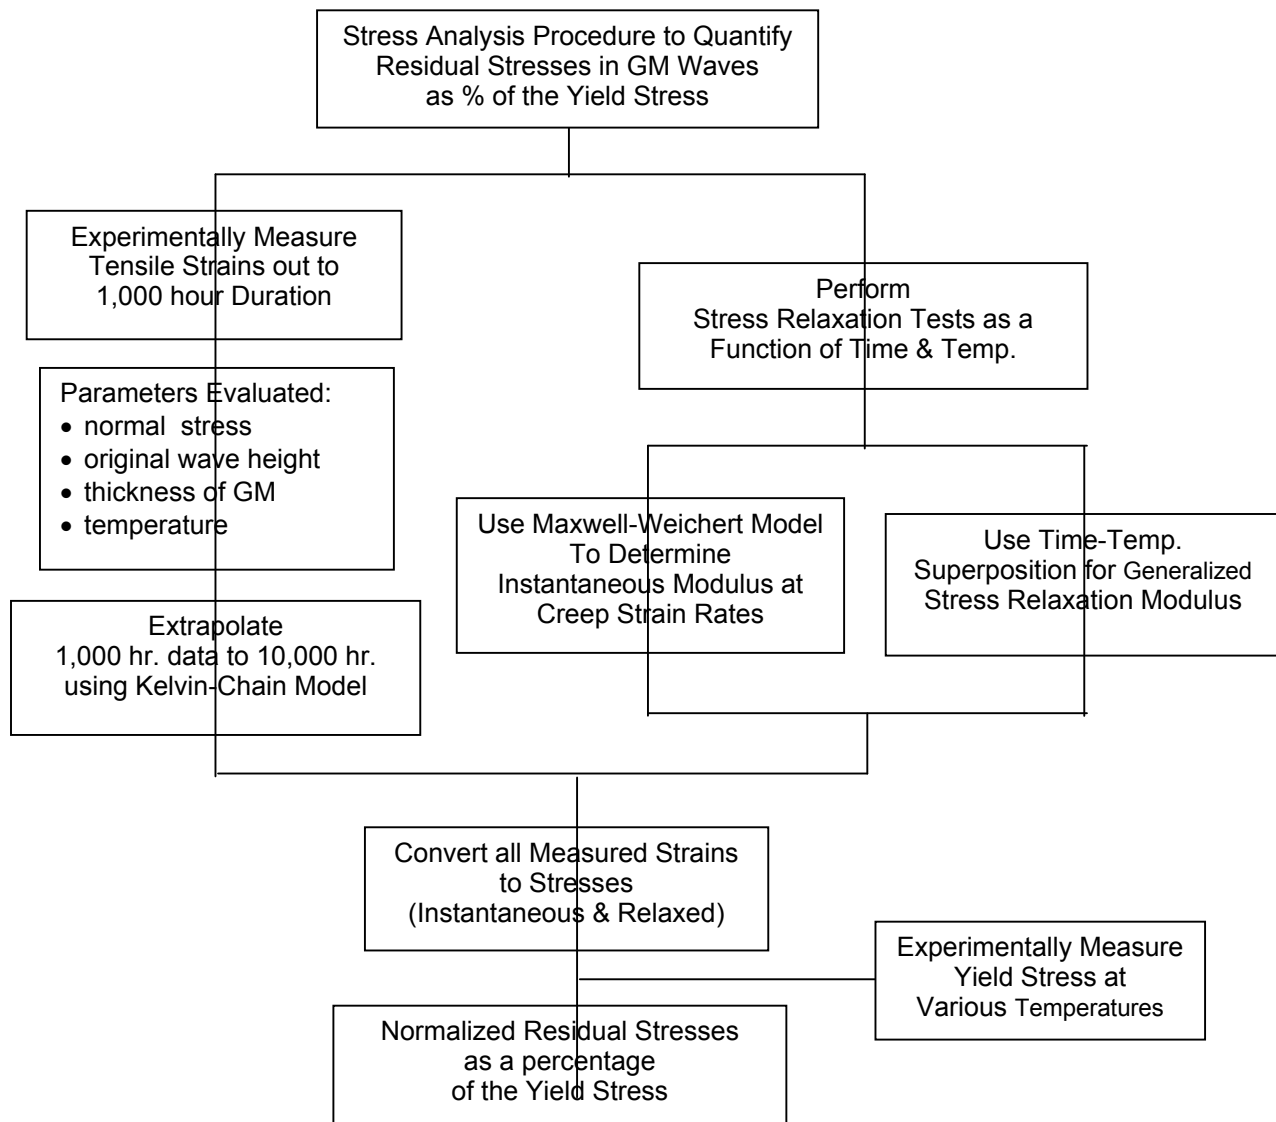 Stress Analysis Procedure to Quantify
Residual Stresses in GM Waves
as % of the Yield Stress
Experimentally Measure
Tensile Strains out to
1,000 hour Duration
Perform
Stress Relaxation Tests as a
Function of Time & Temp.
Parameters Evaluated:
• normal stress
• original wave height
• thickness of GM
• temperature
Use Maxwell-Weichert Model
To Determine
Instantaneous Modulus at
Creep Strain Rates
Use Time-Temp.
Superposition for Generalized
Stress Relaxation Modulus
Extrapolate
1,000 hr. data to 10,000 hr.
using Kelvin-Chain Model
Convert all Measured Strains
to Stresses
(Instantaneous & Relaxed)
Experimentally Measure
Yield Stress at
Various Temperatures
Normalized Residual Stresses
as a percentage
of the Yield Stress